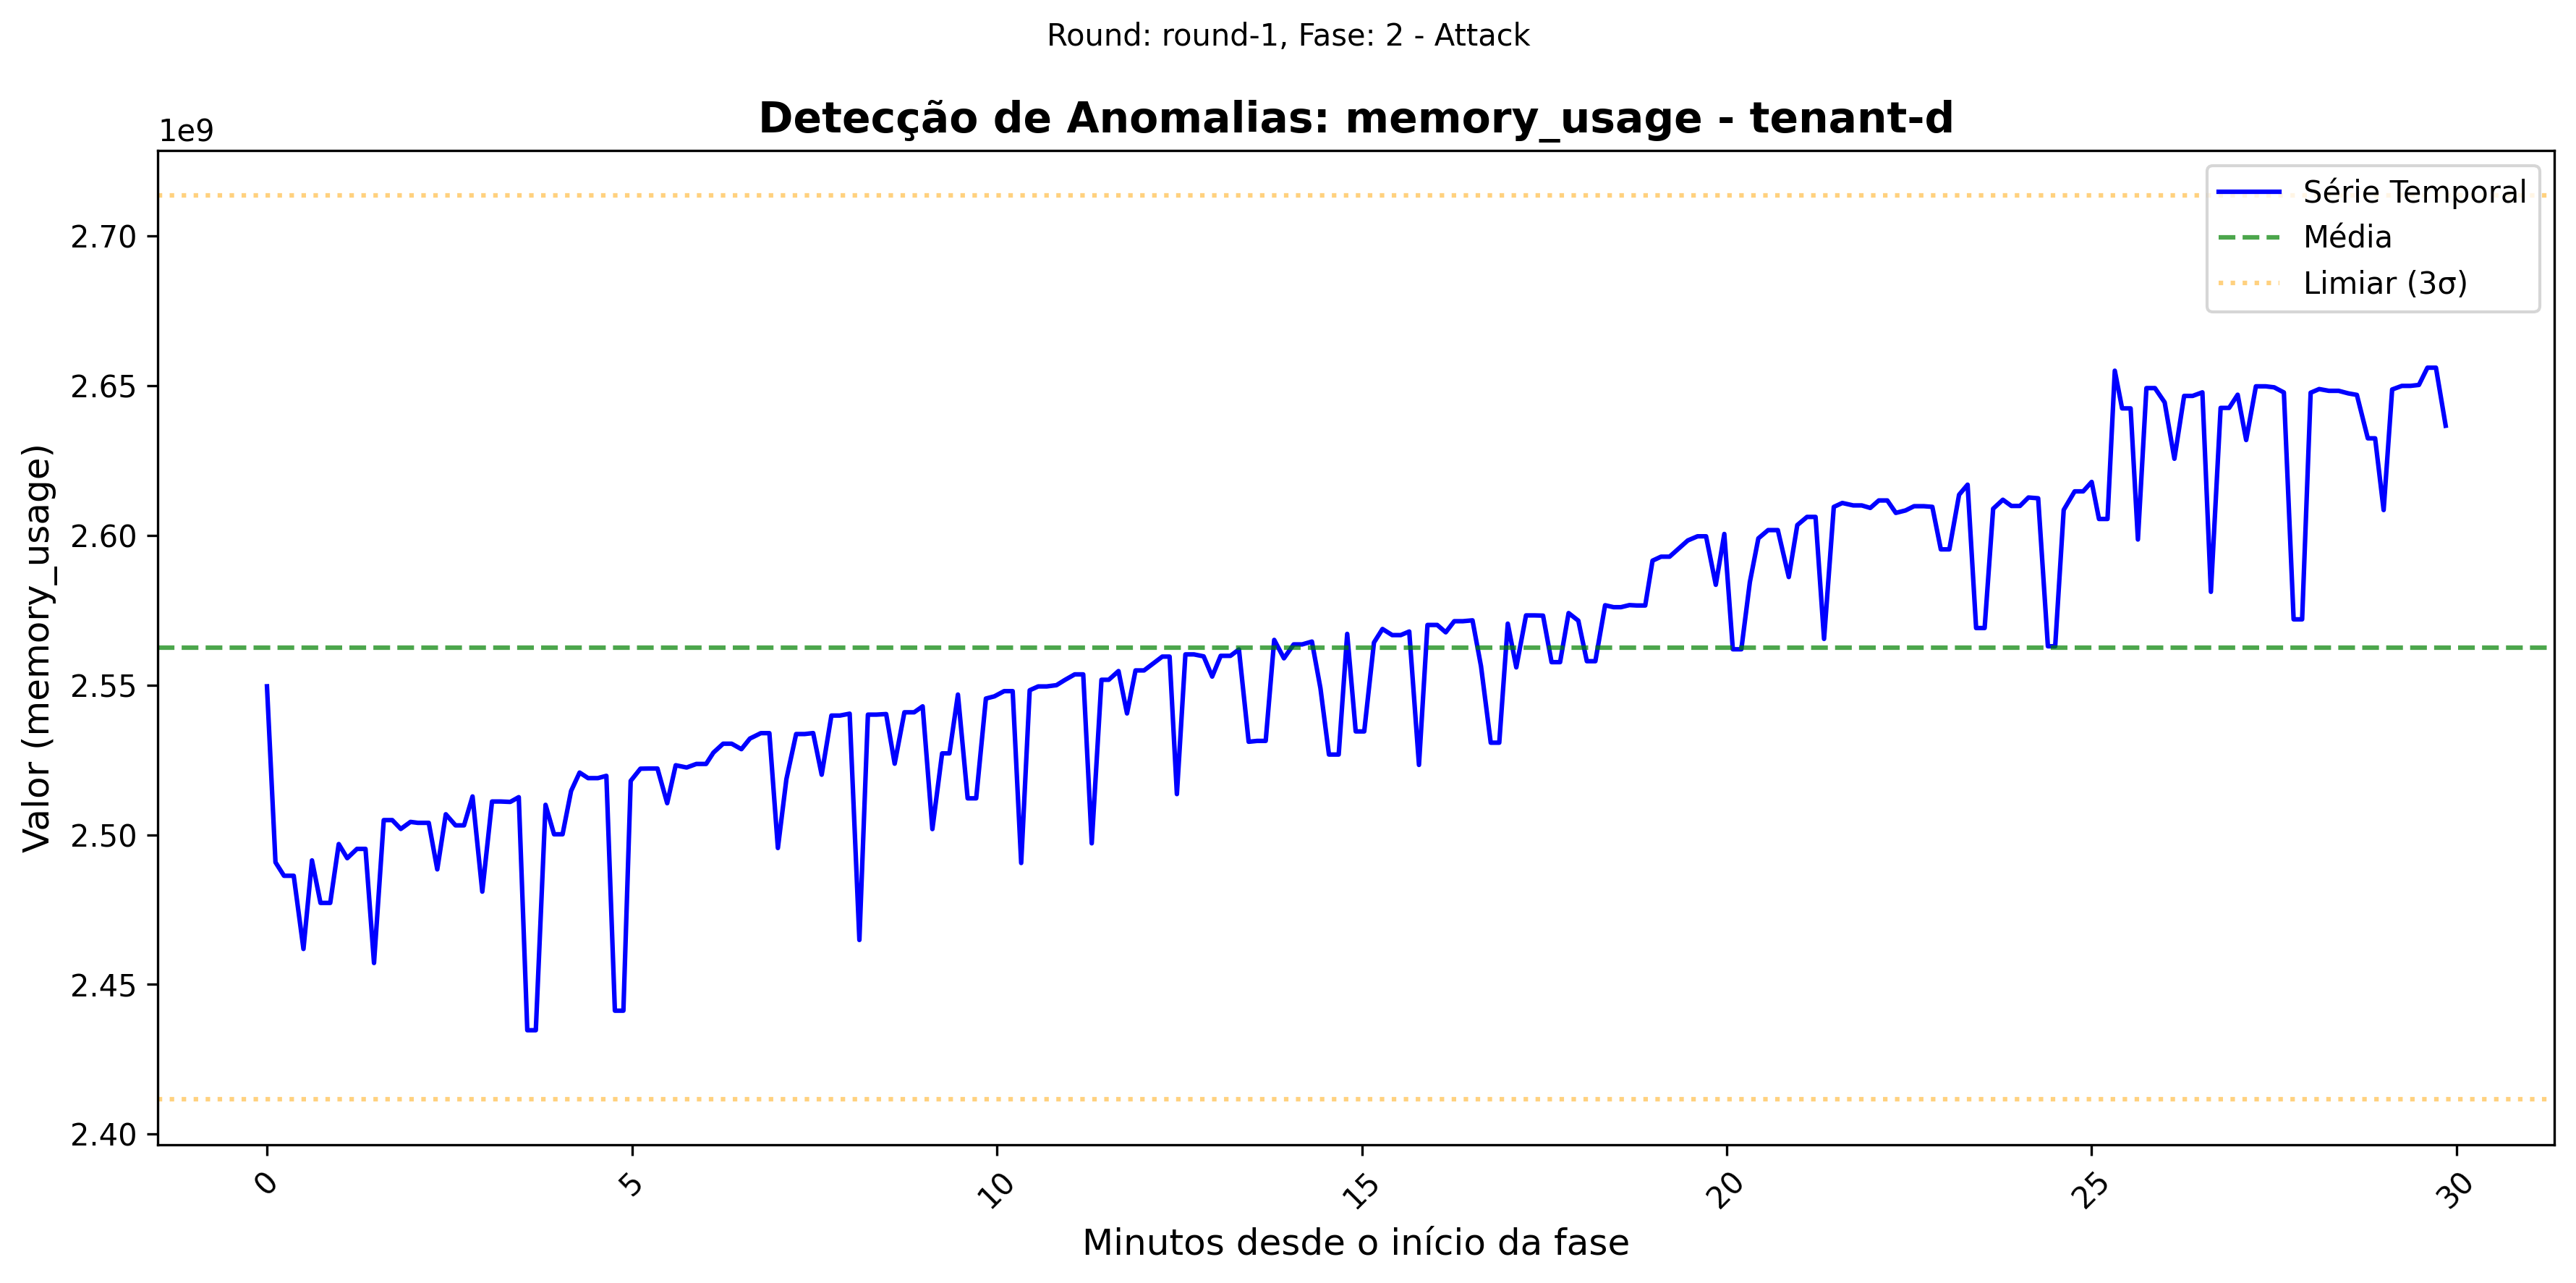 Round: round-1, Fase: 2 - Attack
Detecção de Anomalias: memory_usage - tenant-d
1e9
Série Temporal
Média
Limiar (3σ)
2.70
2.65
2.60
2.55
2.50
2.45
2.40
Valor (memory_usage)
0
5
10
15
20
25
30
Minutos desde o início da fase